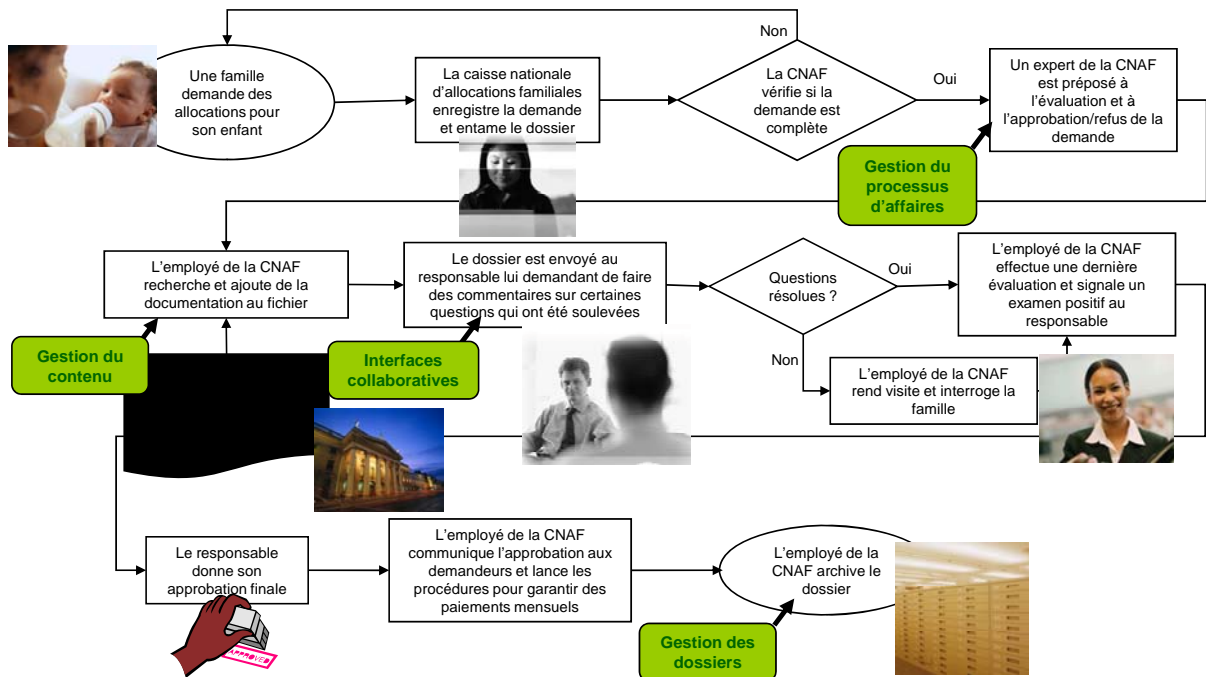 Une famille
demande des
allocations pour
son enfant
La caisse nationale
d'allocations familiales
enregistre la demande
et entame le dossier
Non
La CNAF
vérifie si la
demande est
complète
Oui
Un expert de la CNAF
est préposé à
l'évaluation et à
l'approbation/refus de la
demande
Gestion du
processus
d'affaires
L'employé de la CNAF
recherche et ajoute de la
documentation au fichier
Le dossier est envoyé au
responsable lui demandant de faire
des commentaires sur certaines
questions qui ont été soulevées
Questions
résolues ?
Oui
L'employé de la CNAF
effectue une dernière
évaluation et signale un
examen positif au
responsable
Gestion du
contenu
Interfaces
collaboratives
Non
L'employé de la CNAF
rend visite et interroge la
famille
Le responsable
donne son
approbation finale
L'employé de la CNAF
communique l'approbation aux
demandeurs et lance les
procédures pour garantir des
paiements mensuels
L'employé de la
CNAF archive le
dossier
Gestion des
dossiers
APPROVED